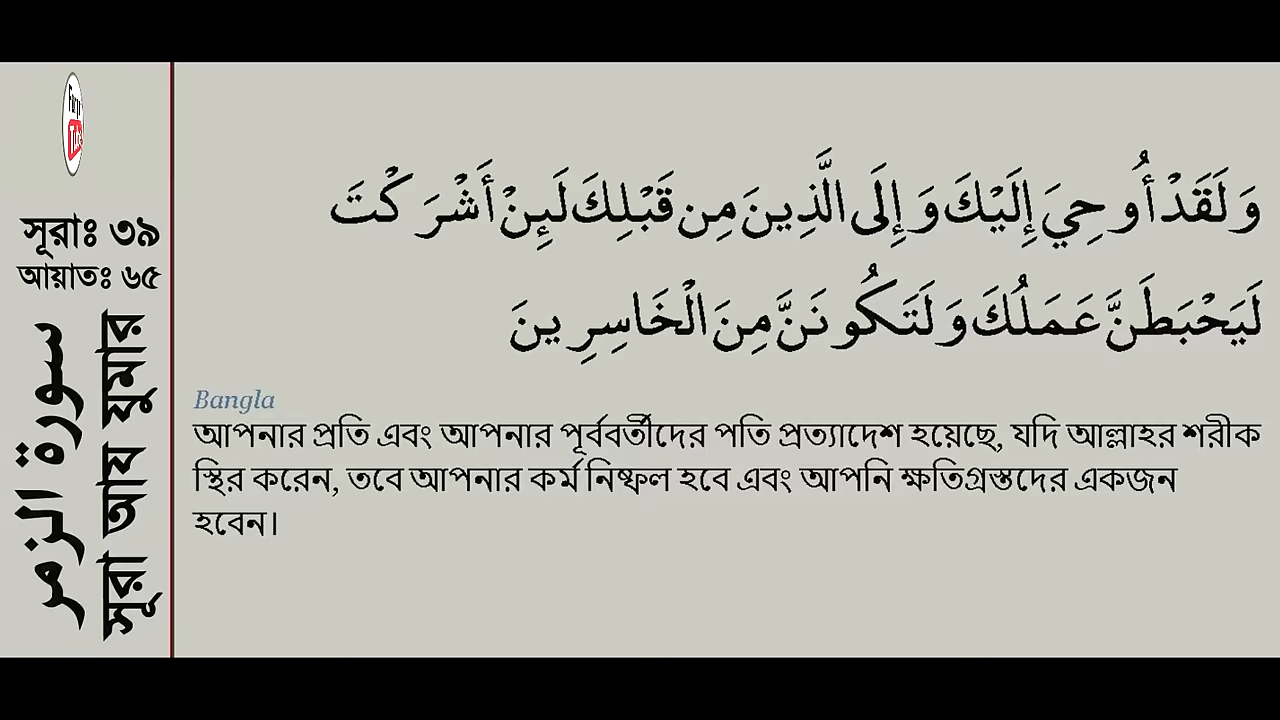 সূরাঃ ৩৯
আয়াতঃ ৬৫
سورة الزمر
সূরা আয যুমার
وَلَقَدْ أُوحِيَ إِلَيْكَ وَإِلَى الَّذِينَ مِن قَبْلِكَ لَئِنْ أَشْرَكْتَ
لَيَحْبَطَنَّ عَمَلُكَ وَلَتَكُونَنَّ مِنَ الْخَاسِرِينَ
Bangla
আপনার প্রতি এবং আপনার পূর্ববর্তীদের পতি প্রত্যাদেশ হয়েছে, যদি আল্লাহর শরীক
স্থির করেন, তবে আপনার কর্ম নিষ্ফল হবে এবং আপনি ক্ষতিগ্রস্তদের একজন
হবেন।